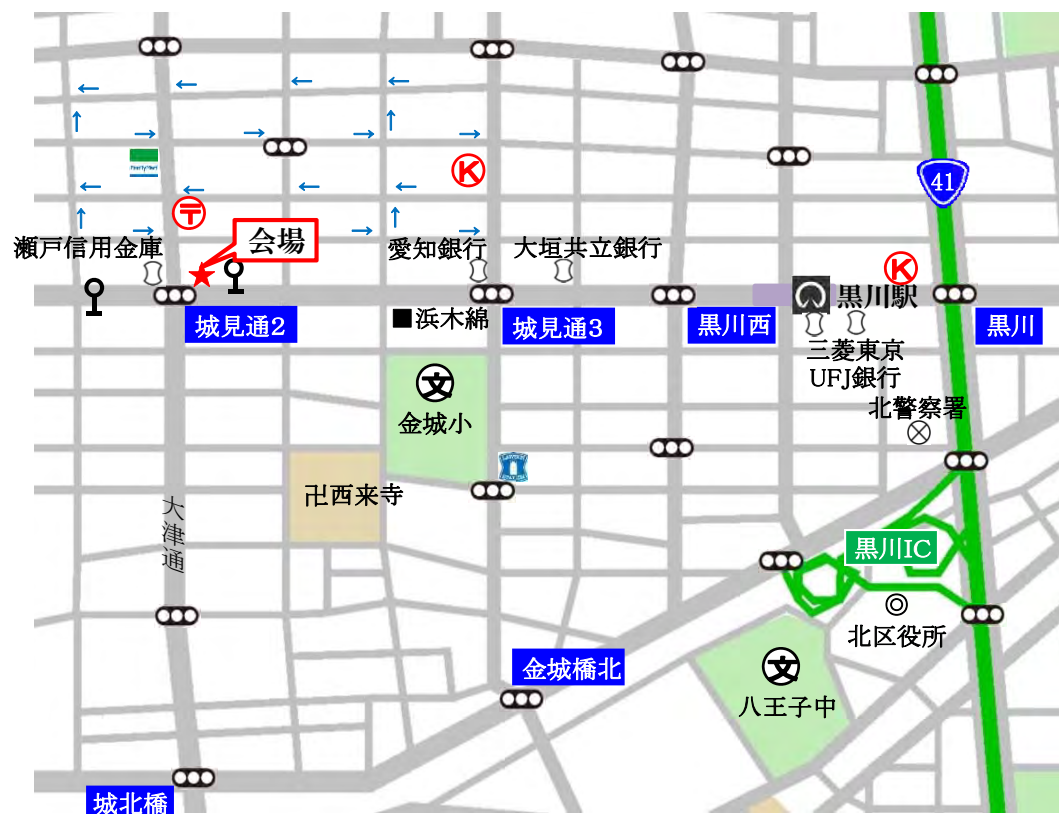 41
K
〒
会場
瀬戸信用金庫
愛知銀行
大垣共立銀行
K
黒川駅
城見通2
■浜木綿
城見通3
黒川西
黒川
三菱東京
UFJ銀行
文
金城小
北警察署
卍西来寺
大津通
黒川IC
北区役所
金城橋北
文
八王子中
城北橋